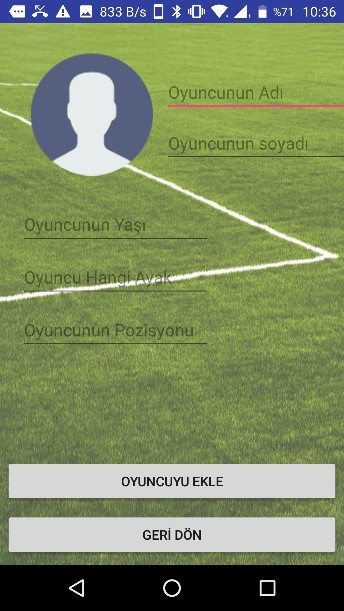 833 B/s %71 10:36
Oyuncunun Adı
Oyuncunun soyadı
Oyuncunun Yaşı
Oyuncu Hangi Ayak
Oyuncunun Pozisyonu
OYUNCUYU EKLE
GERİ DÖN